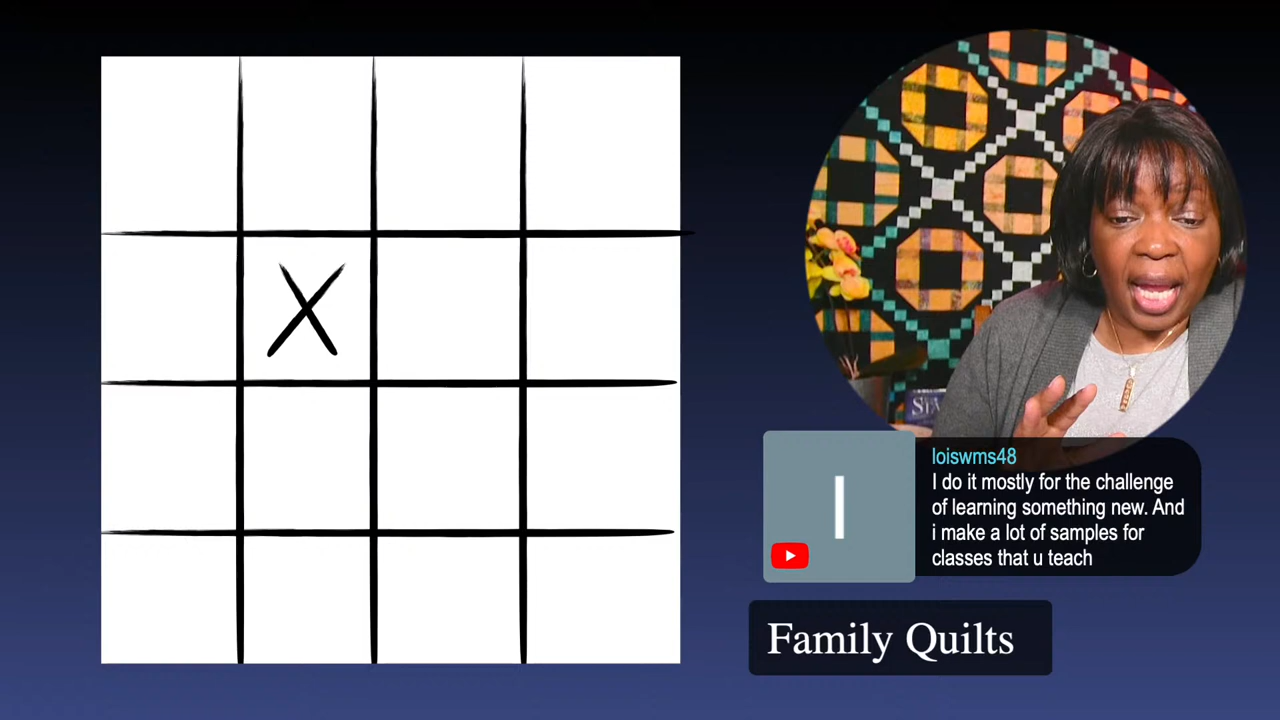 X
STA
loiswms48
I do it mostly for the challenge
of learning something new. And
i make a lot of samples for
classes that u teach
l
Family Quilts